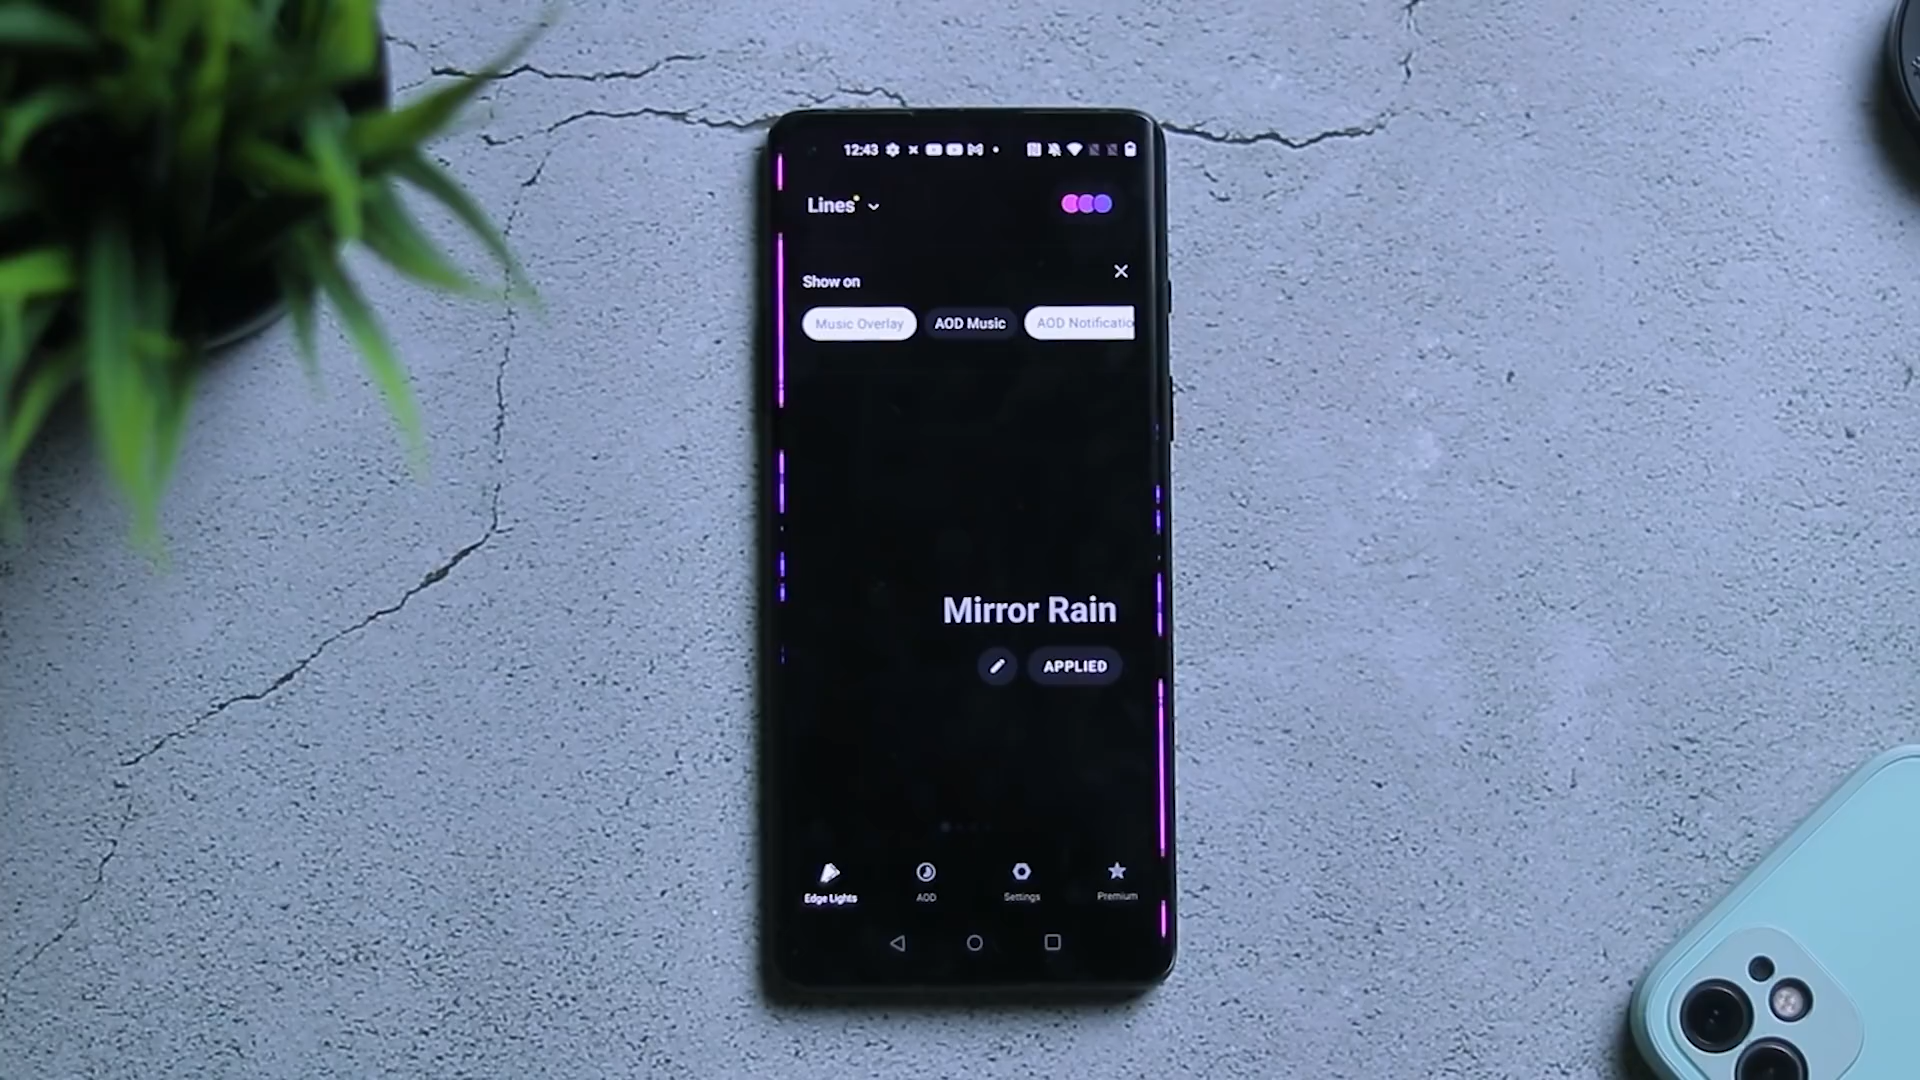 12:43
Lines
Show on
Music Overlay AOD Music AOD Notificatio
Mirror Rain
APPLIED
Edge Lights AOD Settings Premium